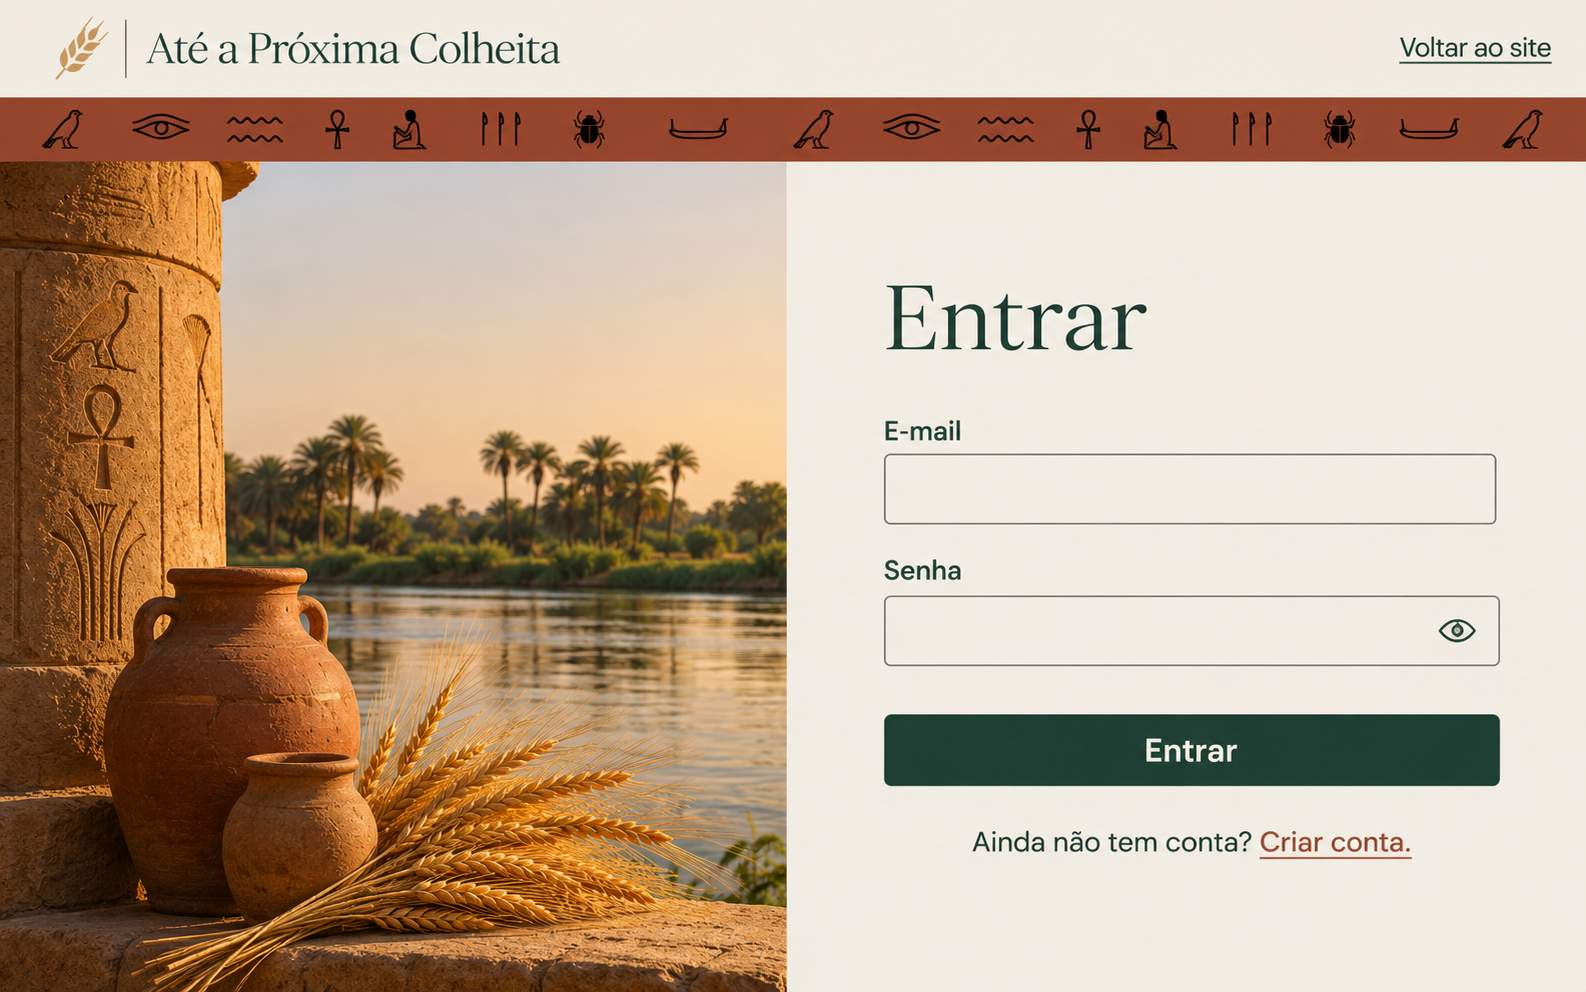 Até a Próxima Colheita
Voltar ao site
Entrar
E-mail
Senha
Entrar
Ainda não tem conta? Criar conta.